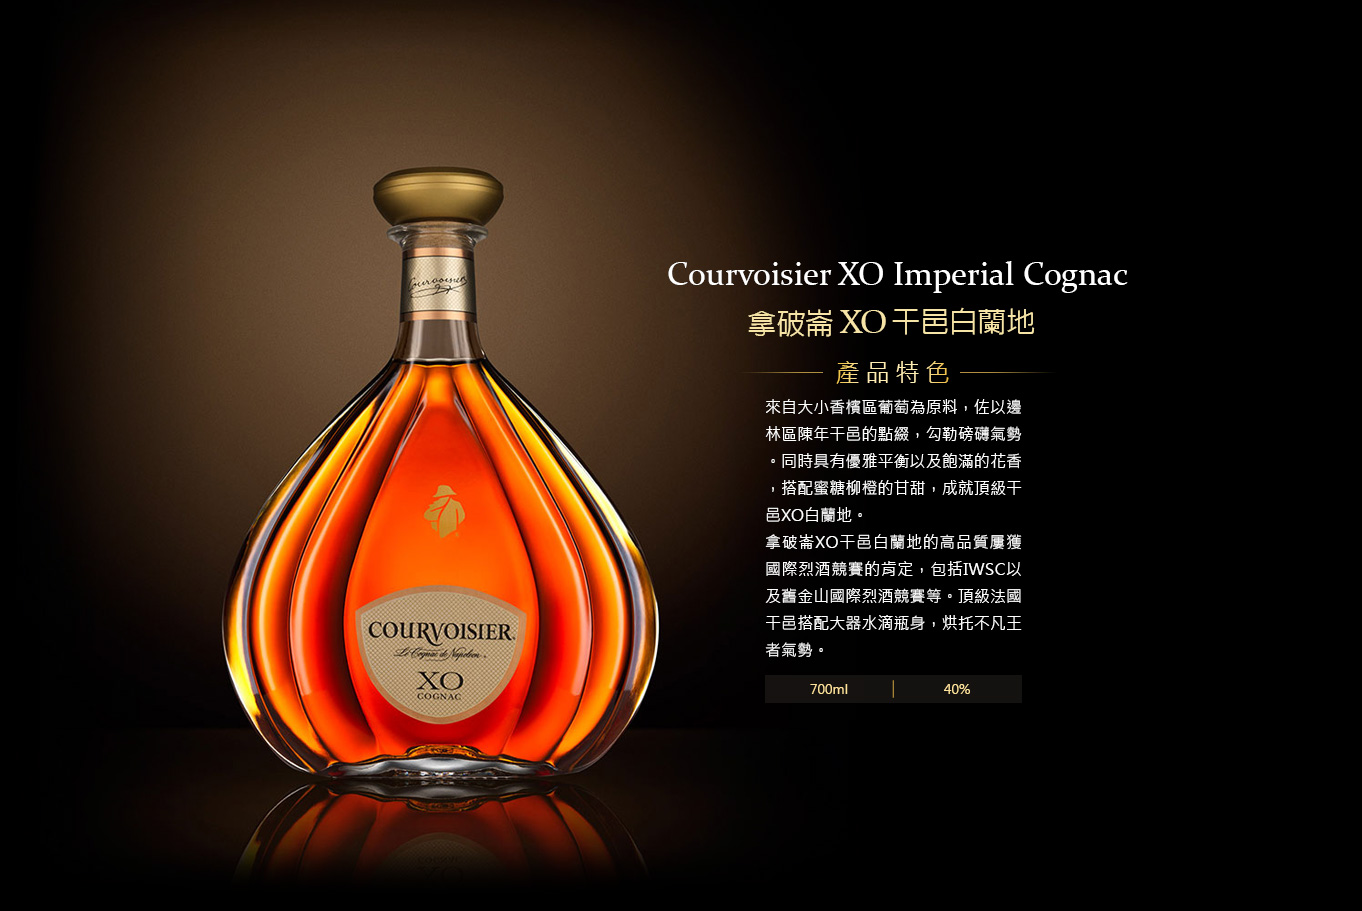 Courvoisier
Courvoisier XO Imperial Cognac
拿破崙 XO 干邑白蘭地
產品特色
來自大小香檳區葡萄為原料，佐以邊
林區陳年干邑的點綴，勾勒磅礡氣勢
。同時具有優雅平衡以及飽滿的花香
，搭配蜜糖柳橙的甘甜，成就頂級干
邑XO白蘭地。
拿破崙XO干邑白蘭地的高品質屢獲
國際烈酒競賽的肯定，包括IWSC以
及舊金山國際烈酒競賽等。頂級法國
干邑搭配大器水滴瓶身，烘托不凡王
者氣勢。
700ml | 40%
COURVOISIER
Le Cognac de Napoleon
XO
COGNAC